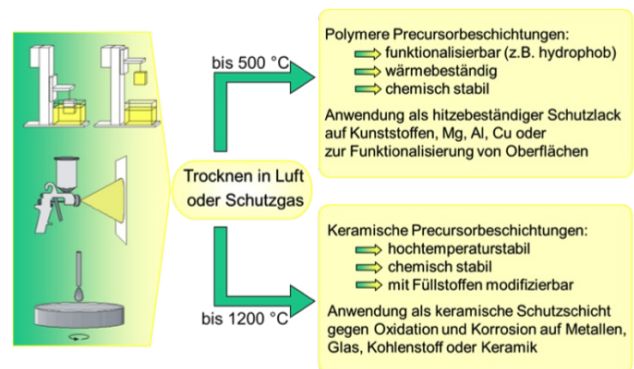 bis 500 °C
Trocknen in Luft
oder Schutzgas
bis 1200 °C
Polymere Precursorbeschichtungen:
funktionalisierbar (z.B. hydrophob)
wärmebeständig
chemisch stabil
Anwendung als hitzebeständiger Schutzlack
auf Kunststoffen, Mg, Al, Cu oder
zur Funktionalisierung von Oberflächen
Keramische Precursorbeschichtungen:
hochtemperaturstabil
chemisch stabil
mit Füllstoffen modifizierbar
Anwendung als keramische Schutzschicht
gegen Oxidation und Korrosion auf Metallen,
Glas, Kohlenstoff oder Keramik